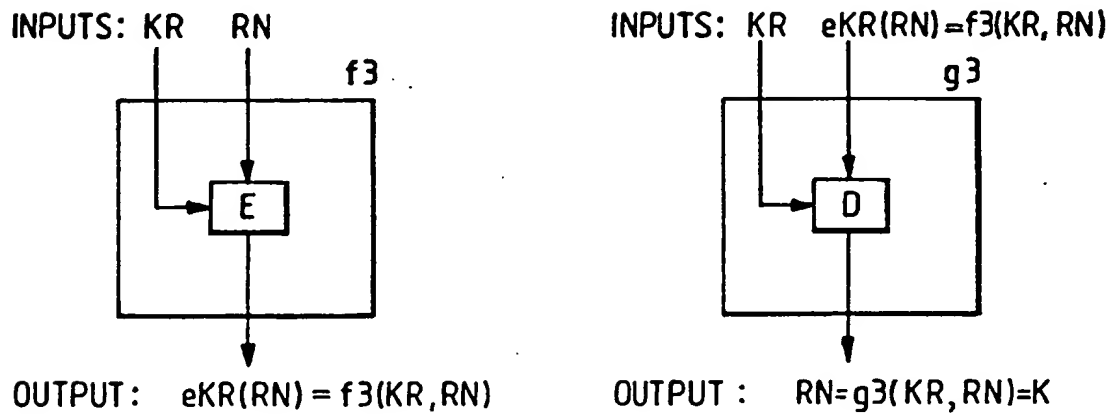 INPUTS: KR RN
f3
E
OUTPUT: eKR(RN) = f3(KR,RN)
INPUTS: KR eKR(RN)=f3(KR,RN)
g3
D
OUTPUT: RN=g3(KR,RN)=K